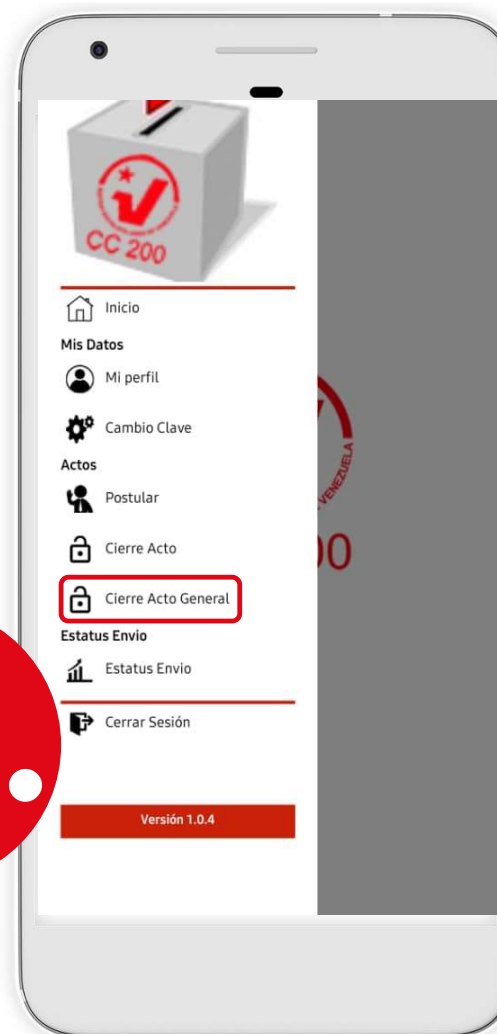 CC 200
Inicio
Mis Datos
Mi perfil
Cambio Clave
Actos
Postular
Cierre Acto
Cierre Acto General
Estatus Envio
Estatus Envio
Cerrar Sesión
Versión 1.0.4
VENEZUELA
00